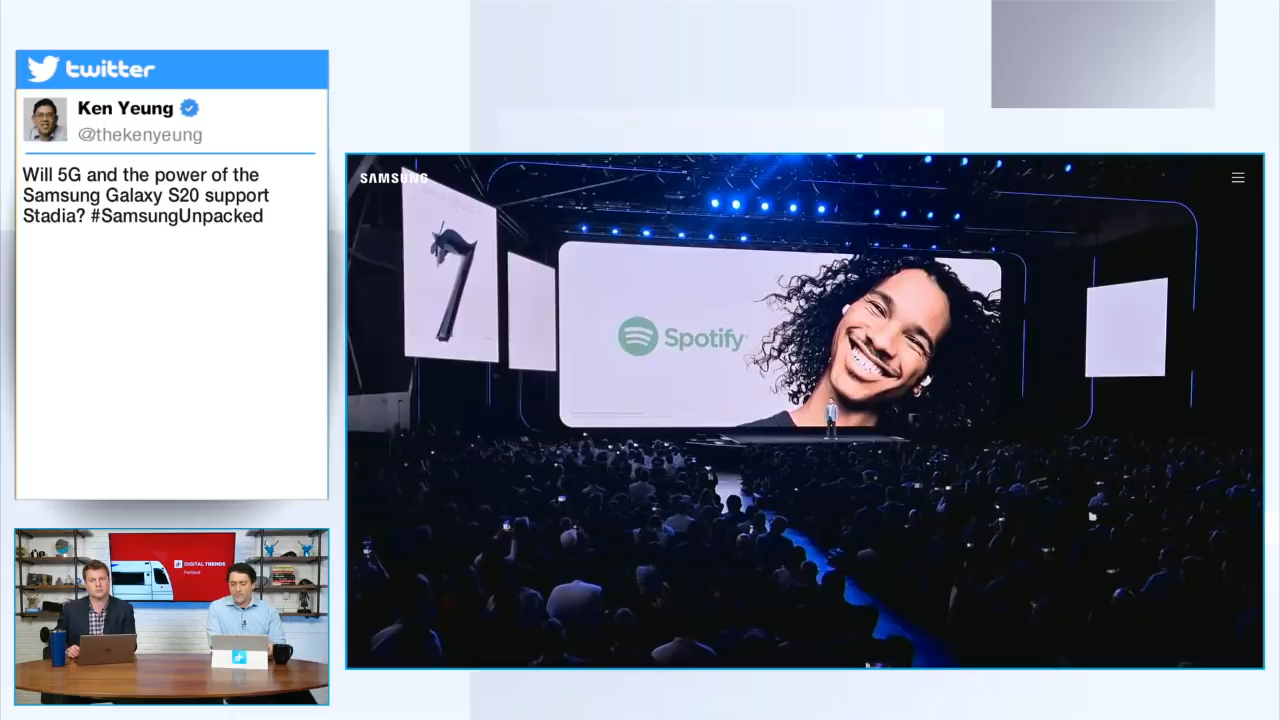 twitter
Ken Yeung
@thekenyeung
Will 5G and the power of the
Samsung Galaxy S20 support
Stadia? #SamsungUnpacked
SAMSUNG
Spotify
DIGITAL TRENDS
Portland